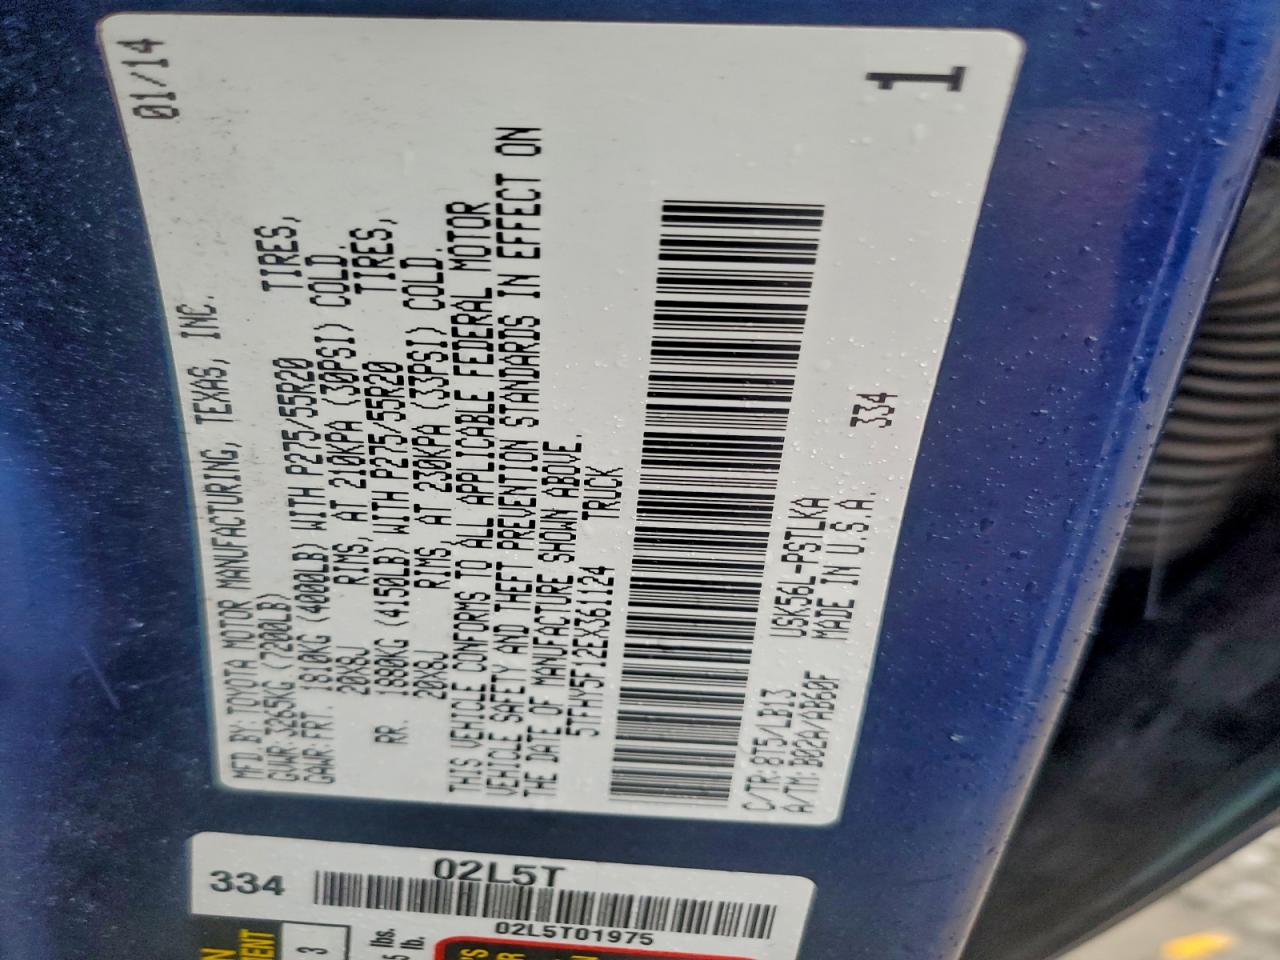 MFD BY: TOYOTA MOTOR MANUFACTURING, TEXAS, INC. 01/14
GVWR:3265KG(7200LB)
GAWR:FRT. 1810KG (4000LB) WITH P275/55R20 TIRES,
20X8J RIMS, AT 210KPA (30PSI) COLD.
RR. 1880KG (4150LB) WITH P275/55R20 TIRES,
20X8J RIMS, AT 230KPA (33PSI) COLD.
THIS VEHICLE CONFORMS TO ALL APPLICABLE FEDERAL MOTOR
VEHICLE SAFETY AND THEFT PREVENTION STANDARDS IN EFFECT ON
THE DATE OF MANUFACTURE SHOWN ABOVE.
5TFHY5F12EX361124 TRUCK
C/TR:8T5/LB13 USK56L-PSTLKA 334
A/TM:B02A/AB60F MADE IN U.S.A.
1
334
02L5T
02L5T01975
3
lbs.
lb.